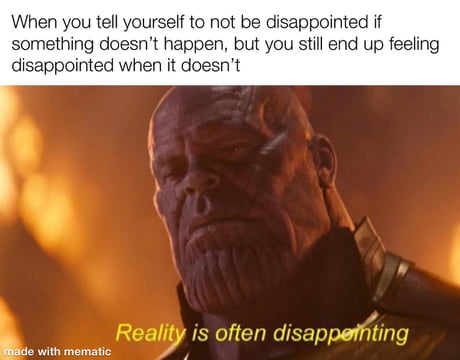 When you tell yourself to not be disappointed if
something doesn’t happen, but you still end up feeling
disappointed when it doesn’t
Reality is often disappointing
made with mematic